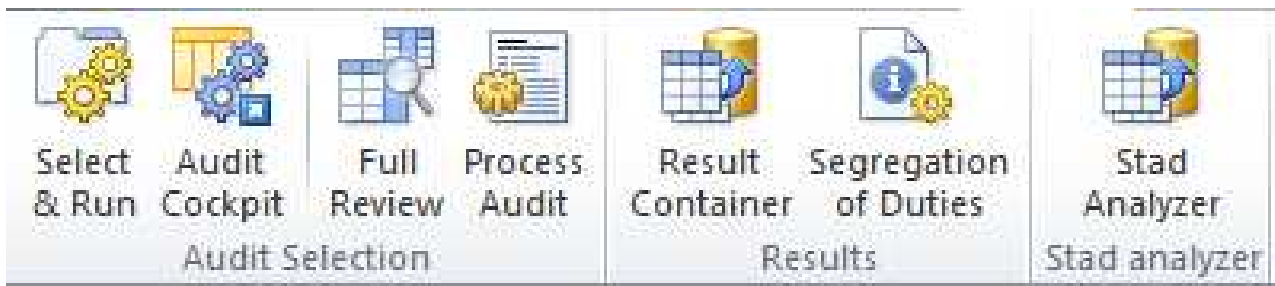 Select
& Run
Audit
Cockpit
Full
Review
Process
Audit
Audit Selection
Result
Container
Segregation
of Duties
Results
Stad
Analyzer
Stad analyzer